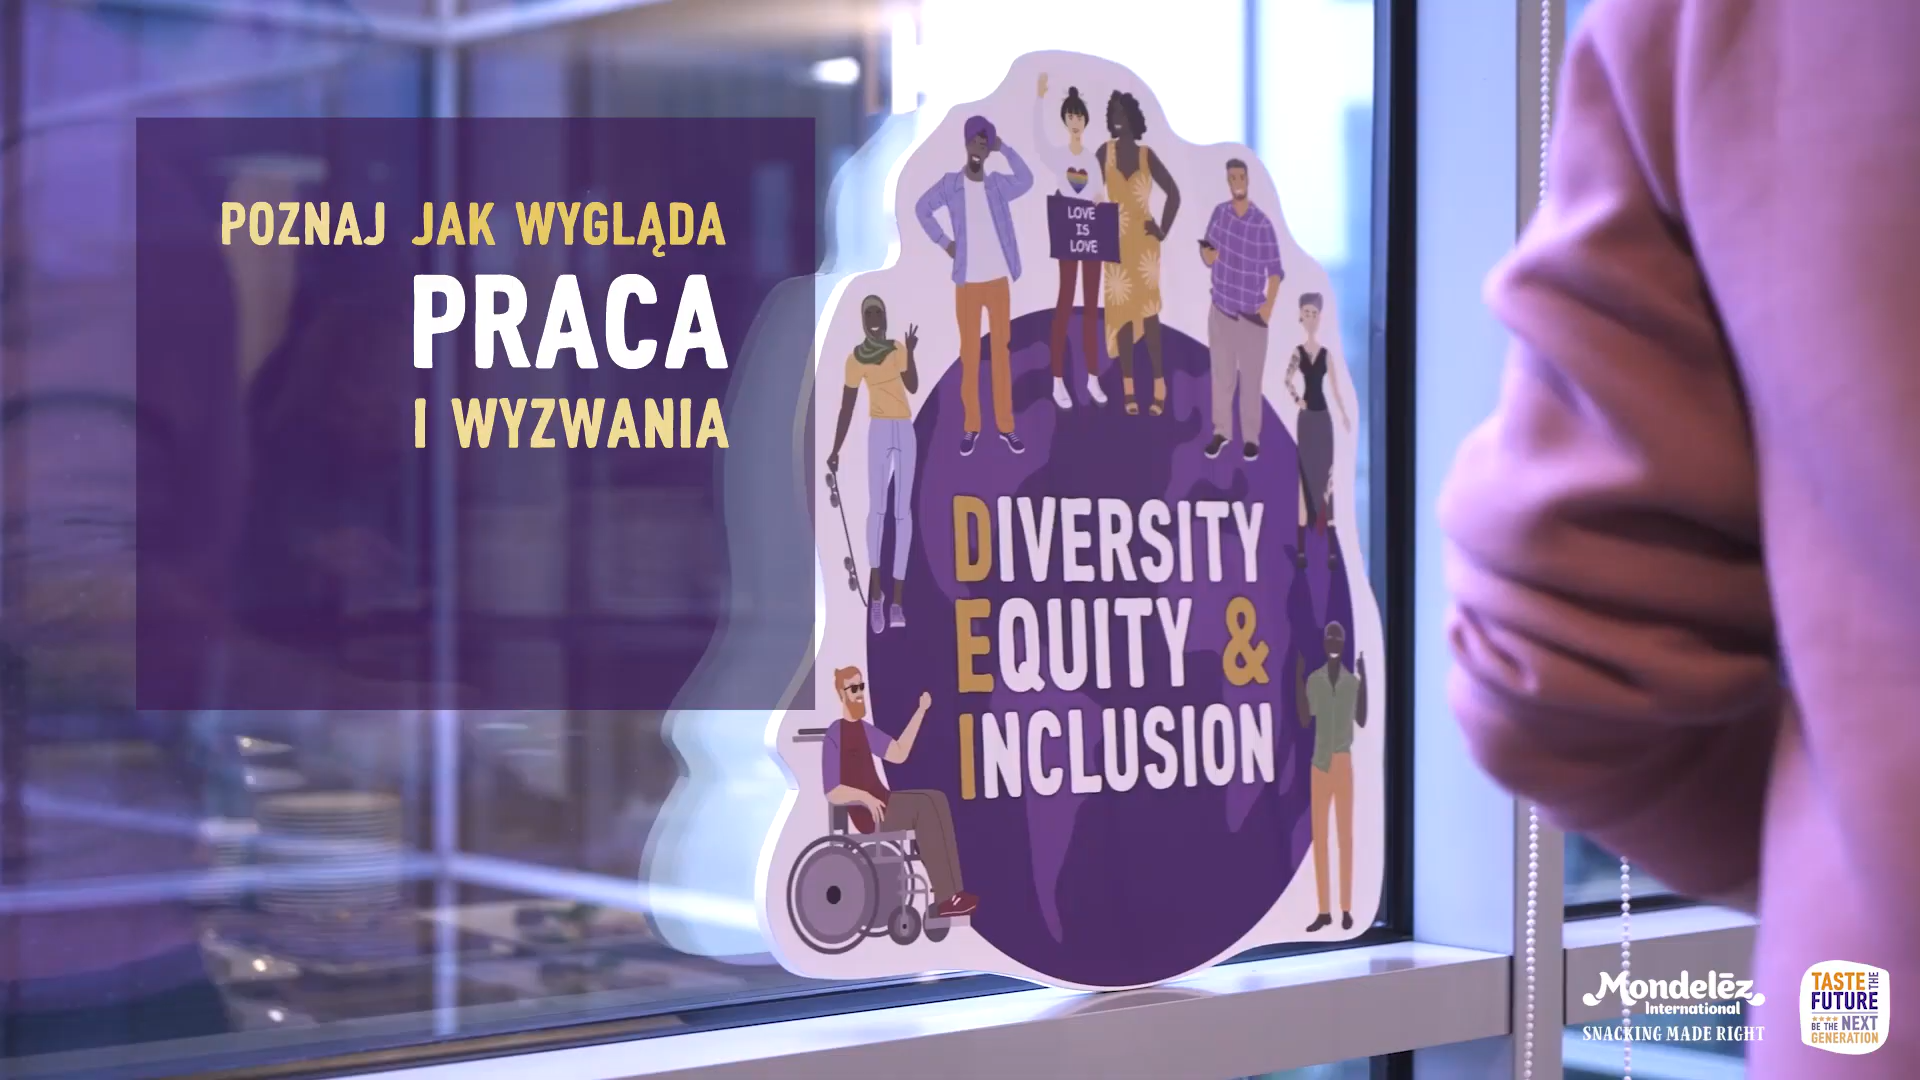 POZNAJ JAK WYGLĄDA
PRACA
I WYZWANIA
LOVE
IS
LOVE
DIVERSITY
EQUITY &
INCLUSION
Mondelēz
International
SNACKING MADE RIGHT
TASTE THE
FUTURE
BE THE NEXT
GENERATION